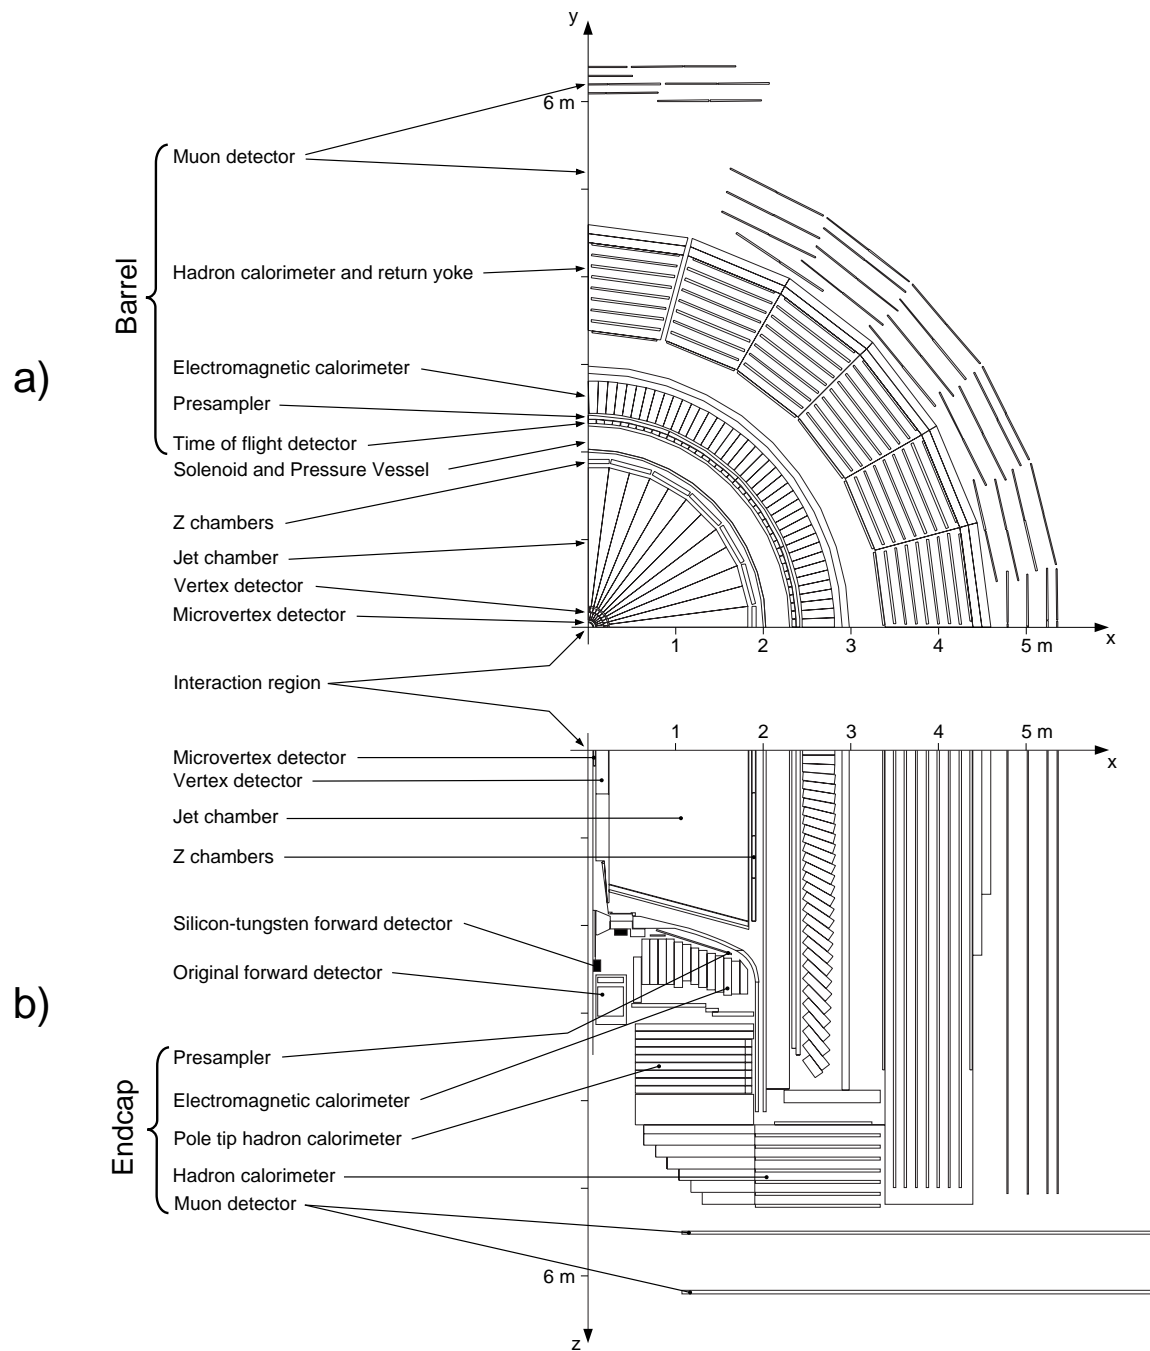 y
6 m
Muon detector
Barrel
Hadron calorimeter and return yoke
a)
Electromagnetic calorimeter
Presampler
Time of flight detector
Solenoid and Pressure Vessel
Z chambers
Jet chamber
Vertex detector
Microvertex detector
1 2 3 4 5 m x
Interaction region
1 2 3 4 5 m
x
Microvertex detector
Vertex detector
Jet chamber
Z chambers
Silicon-tungsten forward detector
Original forward detector
b)
Endcap
Presampler
Electromagnetic calorimeter
Pole tip hadron calorimeter
Hadron calorimeter
Muon detector
6 m
z